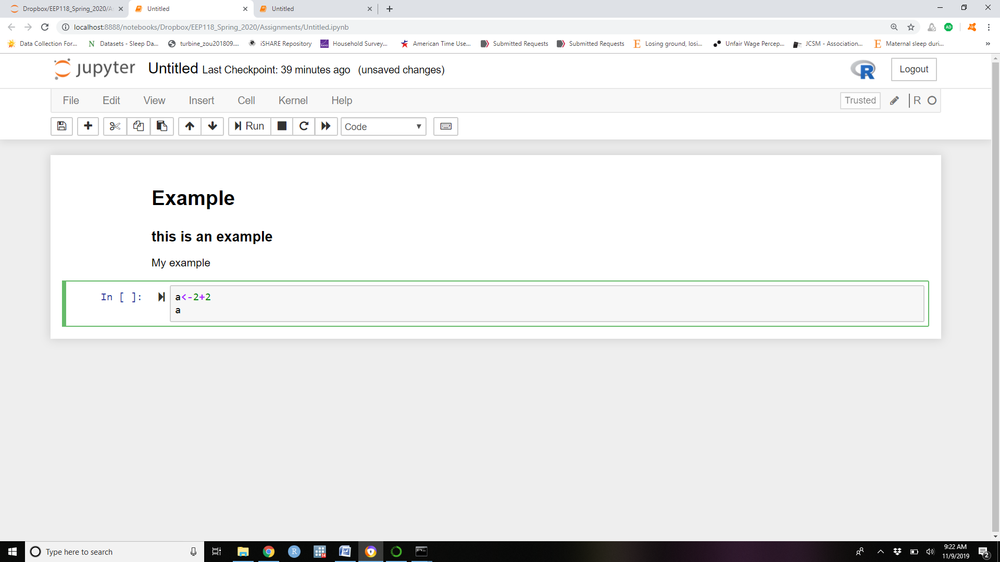 Dropbox/EEP118_Spring_2020/A
Untitled
Untitled
localhost:8888/notebooks/Dropbox/EEP118_Spring_2020/Assignments/Untitled.ipynb
AD
Data Collection For...
N Datasets - Sleep Da...
turbine_zou201809....
iSHARE Repository
RAND Household Survey...
American Time Use...
Submitted Requests
Submitted Requests
E Losing ground, losi...
Unfair Wage Percep...
JCSM - Association...
E Maternal sleep duri...
»
jupyter Untitled Last Checkpoint: 39 minutes ago (unsaved changes)
R
Logout
File Edit View Insert Cell Kernel Help
Trusted
R
Run
Code
Example
this is an example
My example
In [ ]: a<-2+2
a
Type here to search
R
14
W
C:\.
9:22 AM
11/9/2019
2